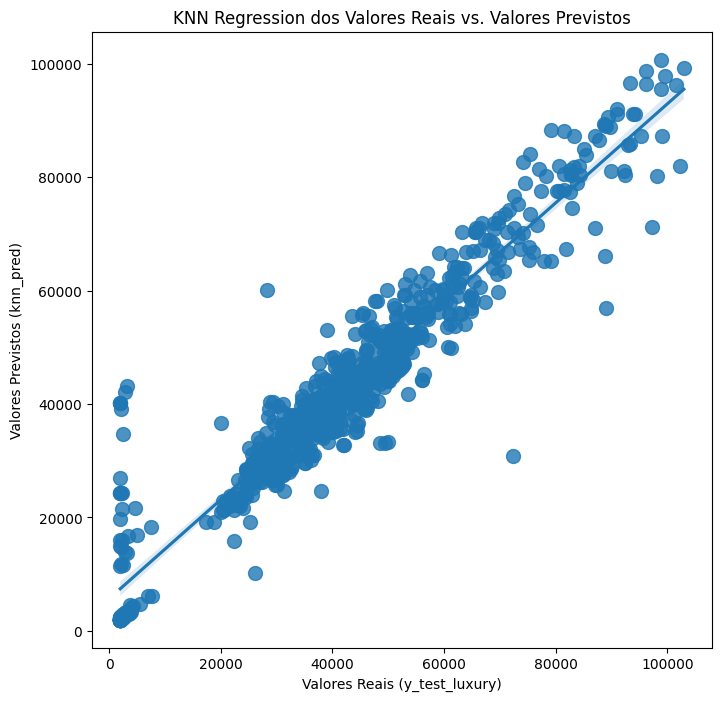 KNN Regression dos Valores Reais vs. Valores Previstos
100000
80000
60000
40000
20000
0
Valores Previstos (knn_pred)
0 20000 40000 60000 80000 100000
Valores Reais (y_test_luxury)